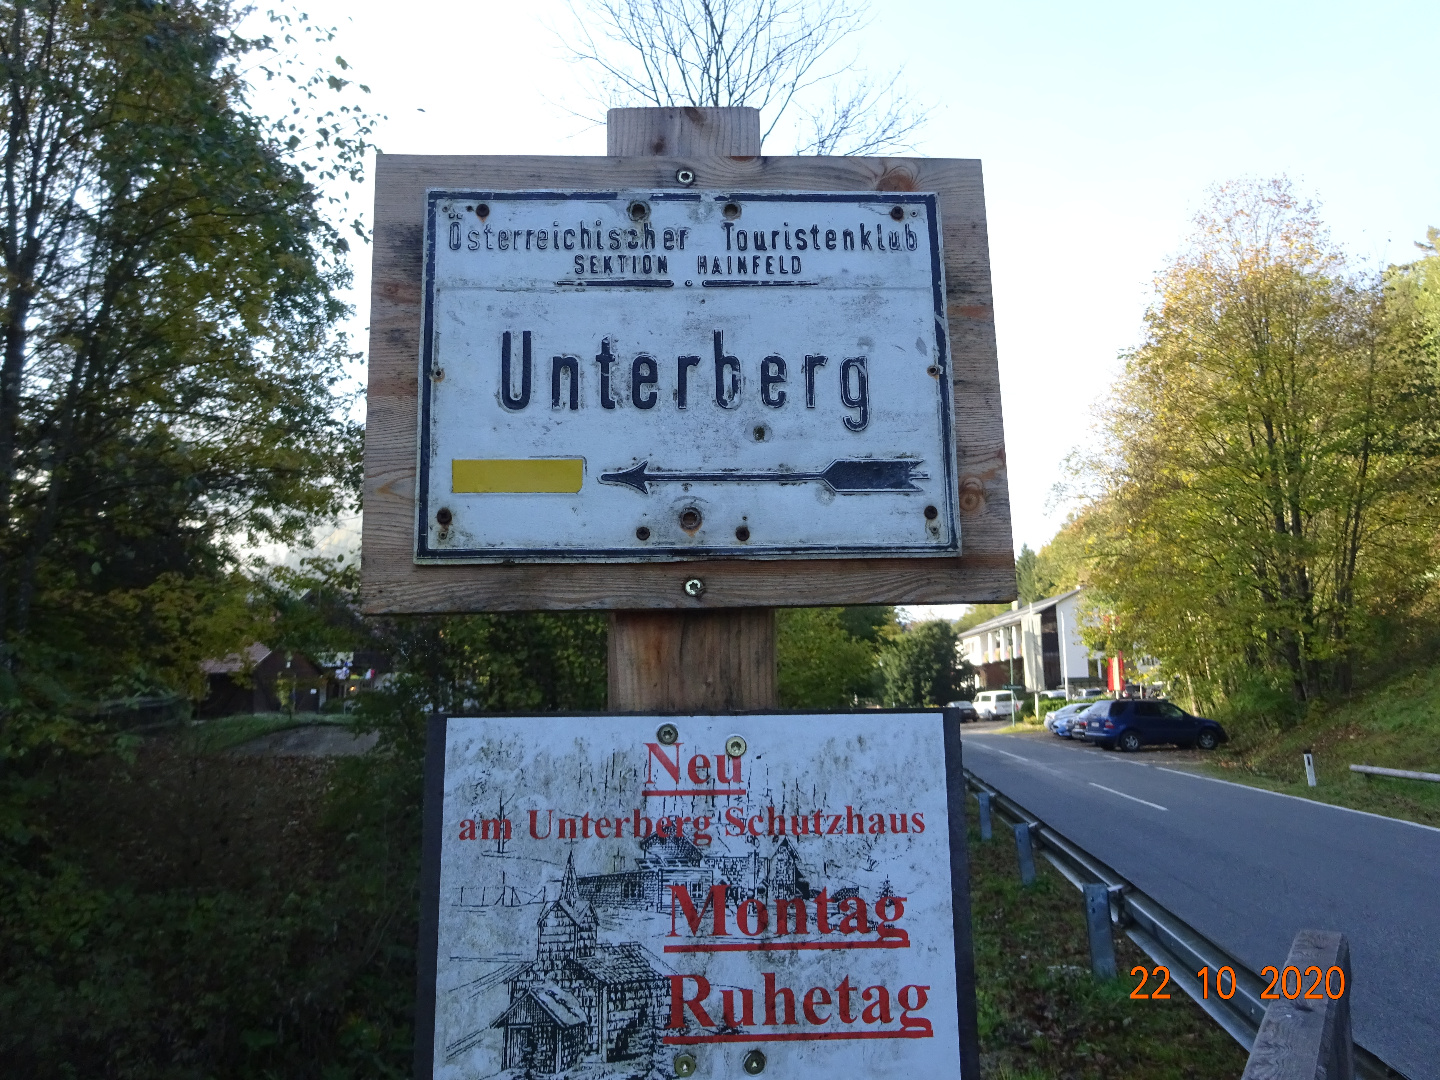 Österreichischer Touristenklub
SEKTION HAINFELD
Unterberg
Neu
am Unterberg Schutzhaus
Montag
Ruhetag
22 10 2020